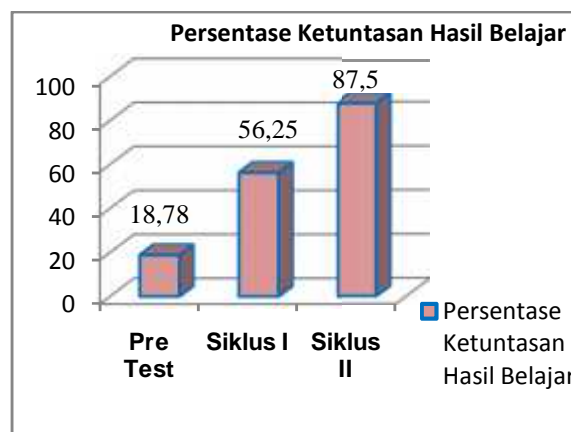 Persentase Ketuntasan Hasil Belajar
100
80
60
40
20
0
18,78
56,25
87,5
Pre
Test
Siklus I
Siklus
II
Persentase
Ketuntasan
Hasil Belajar